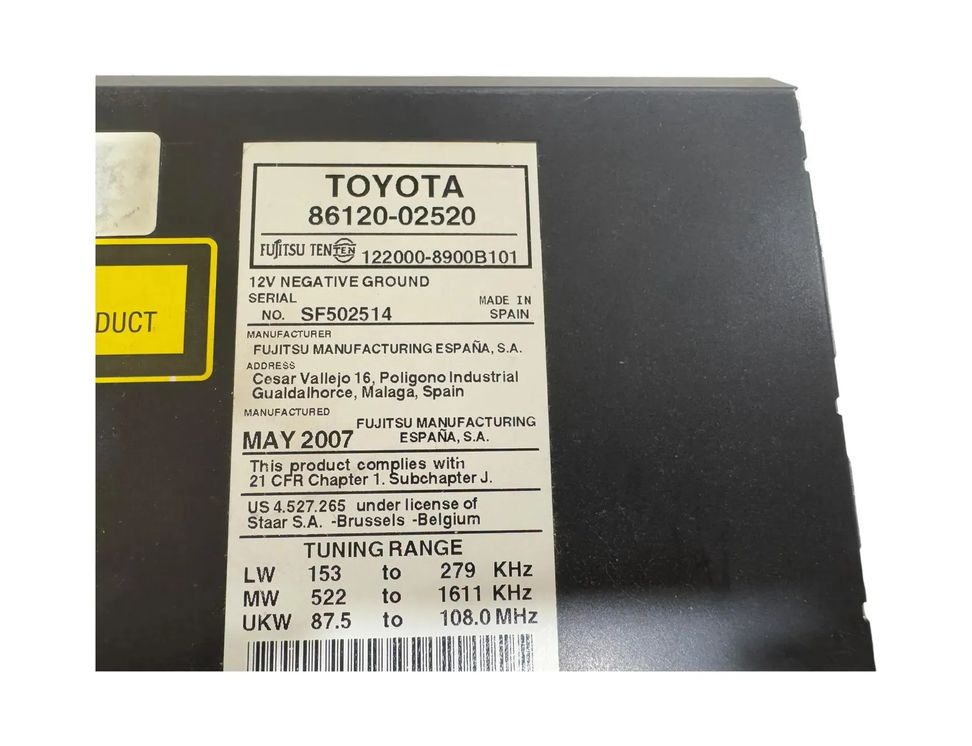 TOYOTA
86120-02520
FUJITSU TEN TEN 122000-8900B101
12V NEGATIVE GROUND
SERIAL MADE IN
NO. SF502514 SPAIN
MANUFACTURER
FUJITSU MANUFACTURING ESPAÑA, S.A.
ADDRESS
Cesar Vallejo 16, Poligono Industrial
Gualdalhorce, Malaga, Spain
MANUFACTURED
FUJITSU MANUFACTURING
MAY 2007 ESPAÑA, S.A.
This product complies with
21 CFR Chapter 1. Subchapter J.
US 4.527.265 under license of
Staar S.A. -Brussels -Belgium
TUNING RANGE
LW 153 to 279 KHz
MW 522 to 1611 KHz
UKW 87.5 to 108.0 MHz
DUCT